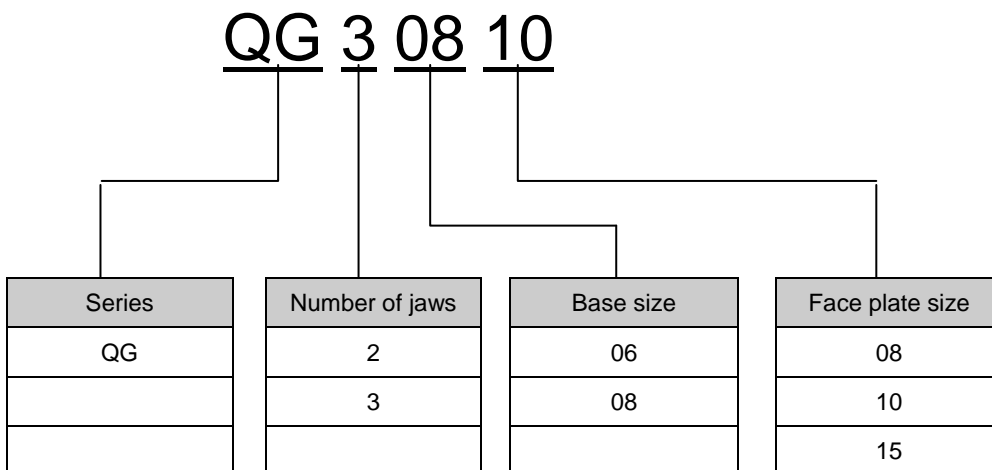 QG 3 08 10
Series Number of jaws Base size Face plate size
QG 2 06 08
3 08 10
15